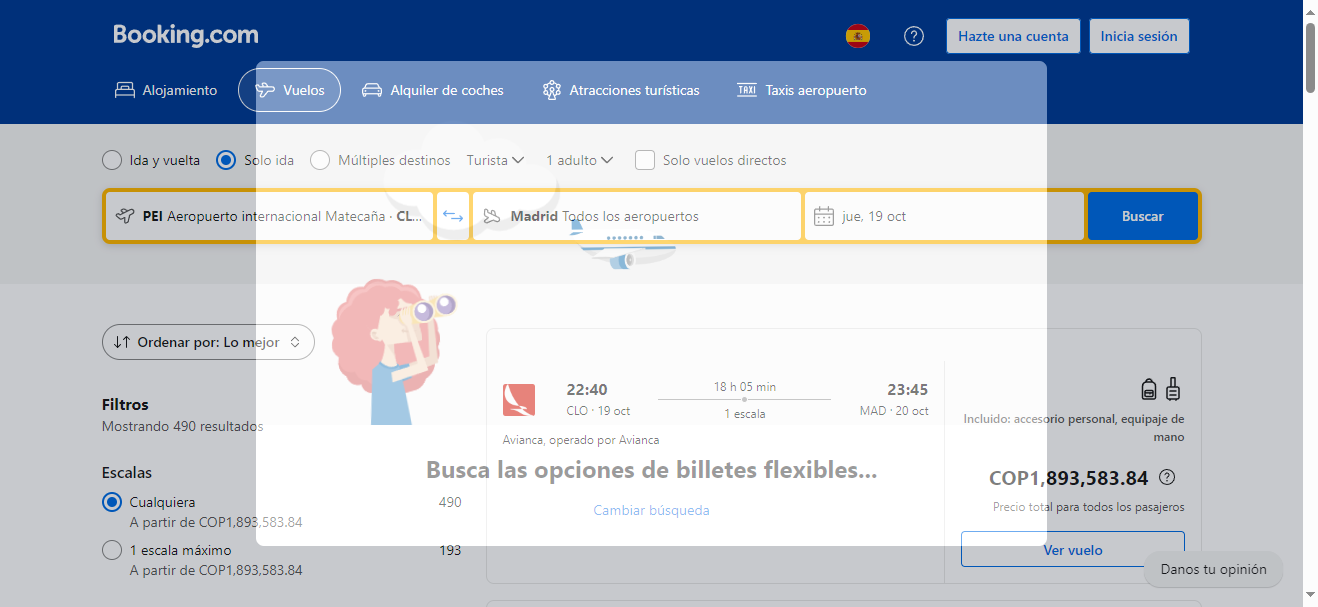 Booking.com
Hazte una cuenta
Inicia sesión
Alojamiento
Vuelos
Alquiler de coches
Atracciones turísticas
TAXI Taxis aeropuerto
Ida y vuelta
Solo ida
Múltiples destinos
Turista
1 adulto
Solo vuelos directos
PEI Aeropuerto internacional Matecaña · CL...
Madrid Todos los aeropuertos
jue, 19 oct
Buscar
Ordenar por: Lo mejor
Filtros
Mostrando 490 resultados
Escalas
Cualquiera 490
A partir de COP1,893,583.84
1 escala máximo 193
A partir de COP1,893,583.84
22:40
CLO · 19 oct
18 h 05 min
1 escala
23:45
MAD · 20 oct
Avianca, operado por Avianca
Busca las opciones de billetes flexibles...
Cambiar búsqueda
Incluido: accesorio personal, equipaje de
mano
COP1,893,583.84
Precio total para todos los pasajeros
Ver vuelo
Danos tu opinión